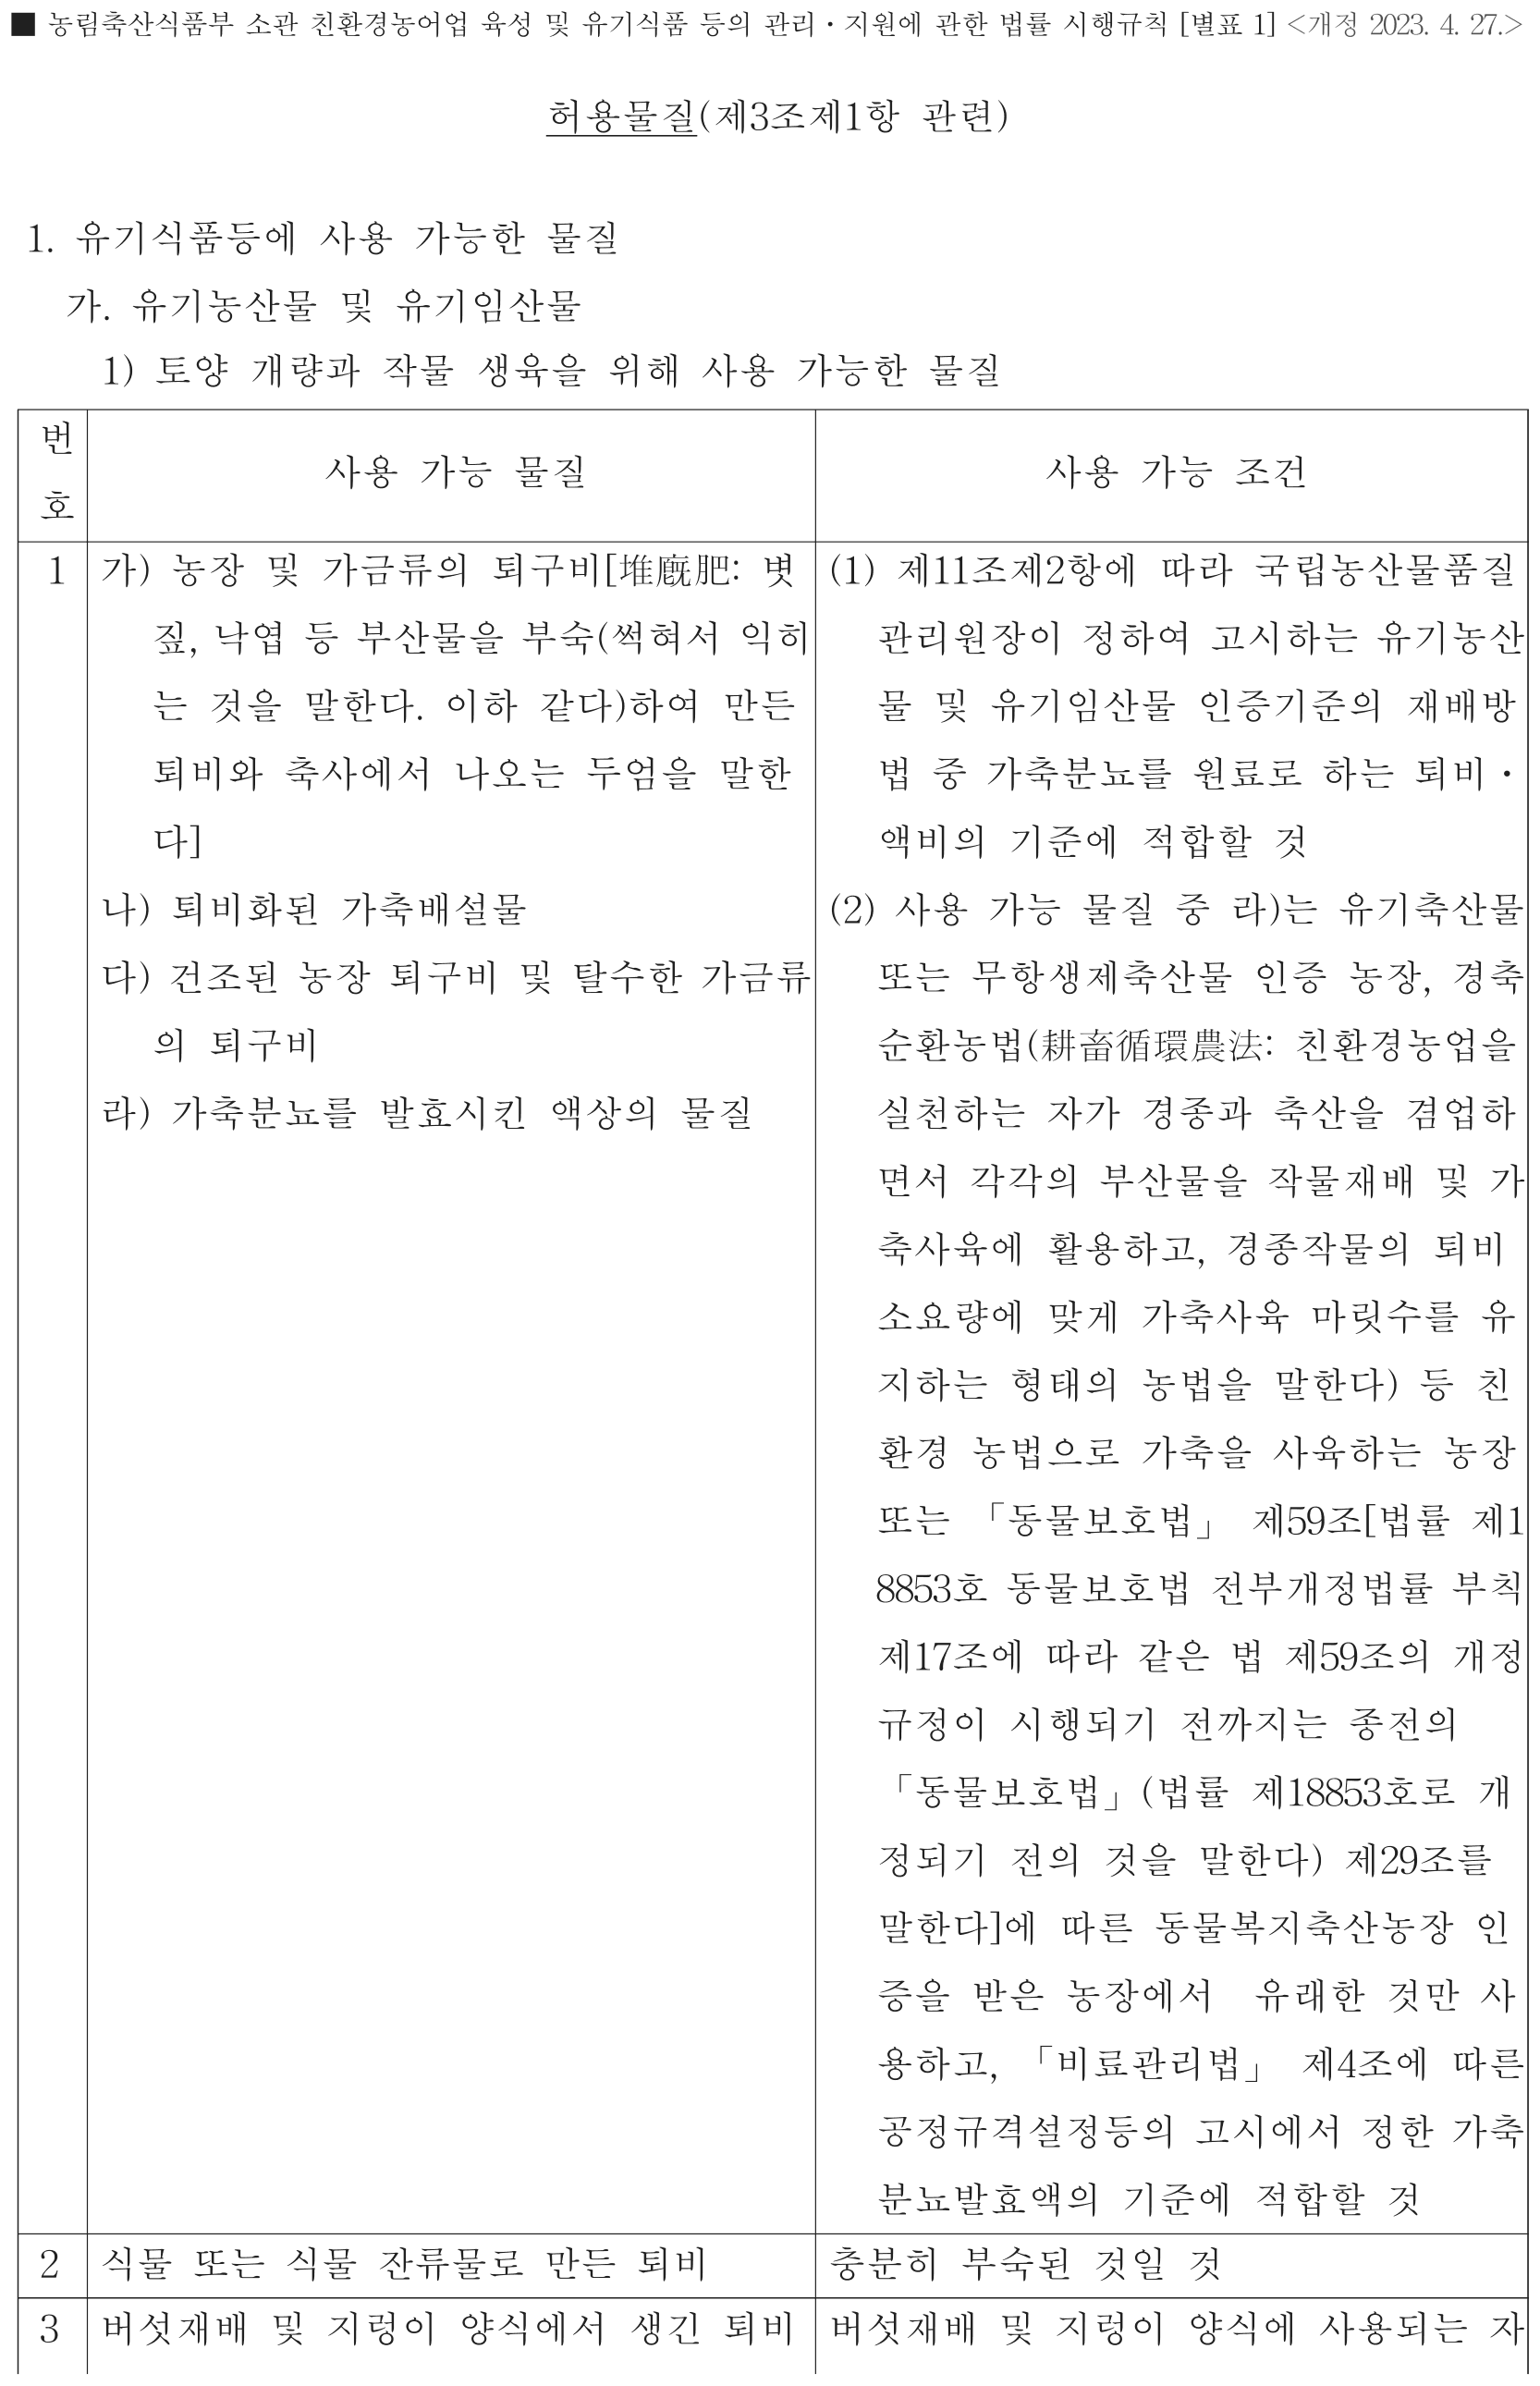 ■ 농림축산식품부 소관 친환경농어업 육성 및 유기식품 등의 관리ㆍ지원에 관한 법률 시행규칙 [별표 1] <개정 2023. 4. 27.>
허용물질(제3조제1항 관련)
1. 유기식품등에 사용 가능한 물질
가. 유기농산물 및 유기임산물
1) 토양 개량과 작물 생육을 위해 사용 가능한 물질
번호
사용 가능 물질
사용 가능 조건
1
가) 농장 및 가금류의 퇴구비[堆廐肥: 볏
짚, 낙엽 등 부산물을 부숙(썩혀서 익히
는 것을 말한다. 이하 같다)하여 만든
퇴비와 축사에서 나오는 두엄을 말한
다]
나) 퇴비화된 가축배설물
다) 건조된 농장 퇴구비 및 탈수한 가금류
의 퇴구비
라) 가축분뇨를 발효시킨 액상의 물질
(1) 제11조제2항에 따라 국립농산물품질
관리원장이 정하여 고시하는 유기농산
물 및 유기임산물 인증기준의 재배방
법 중 가축분뇨를 원료로 하는 퇴비ㆍ
액비의 기준에 적합할 것
(2) 사용 가능 물질 중 라)는 유기축산물
또는 무항생제축산물 인증 농장, 경축
순환농법(耕畜循環農法: 친환경농업을
실천하는 자가 경종과 축산을 겸업하
면서 각각의 부산물을 작물재배 및 가
축사육에 활용하고, 경종작물의 퇴비
소요량에 맞게 가축사육 마릿수를 유
지하는 형태의 농법을 말한다) 등 친
환경 농법으로 가축을 사육하는 농장
또는 「동물보호법」 제59조[법률 제1
8853호 동물보호법 전부개정법률 부칙
제17조에 따라 같은 법 제59조의 개정
규정이 시행되기 전까지는 종전의
「동물보호법」(법률 제18853호로 개
정되기 전의 것을 말한다) 제29조를
말한다]에 따른 동물복지축산농장 인
증을 받은 농장에서 유래한 것만 사
용하고, 「비료관리법」 제4조에 따른
공정규격설정등의 고시에서 정한 가축
분뇨발효액의 기준에 적합할 것
2
식물 또는 식물 잔류물로 만든 퇴비
충분히 부숙된 것일 것
3
버섯재배 및 지렁이 양식에서 생긴 퇴비
버섯재배 및 지렁이 양식에 사용되는 자